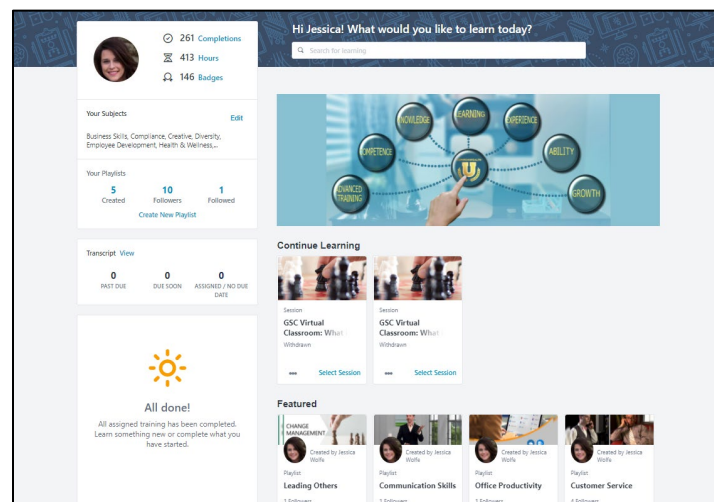 261 Completions
413 Hours
146 Badges
Hi Jessica! What would you like to learn today?
Search for learning
Your Subjects
Edit
Business Skills, Compliance, Creative, Diversity,
Employee Development, Health & Wellness,...
Your Playlists
5
Created
10
Followers
1
Followed
Create New Playlist
Transcript View
0
PAST DUE
0
DUE SOON
0
ASSIGNED / NO DUE
DATE
All done!
All assigned training has been completed.
Learn something new or complete what you
have started.
KNOWLEDGE
LEARNING
EXPERIENCE
COMPETENCE
ABILITY
ADVANCED
TRAINING
U
GROWTH
Continue Learning
Session
GSC Virtual
Classroom: What
Withdrawn
Select Session
Session
GSC Virtual
Classroom: What
Withdrawn
Select Session
Featured
CHANGE
MANAGEMENT
Created by Jessica
Wolfe
Playlist
Leading Others
Created by Jessica
Wolfe
Playlist
Communication Skills
Created by Jessica
Wolfe
Playlist
Office Productivity
Created by Jessica
Wolfe
Playlist
Customer Service